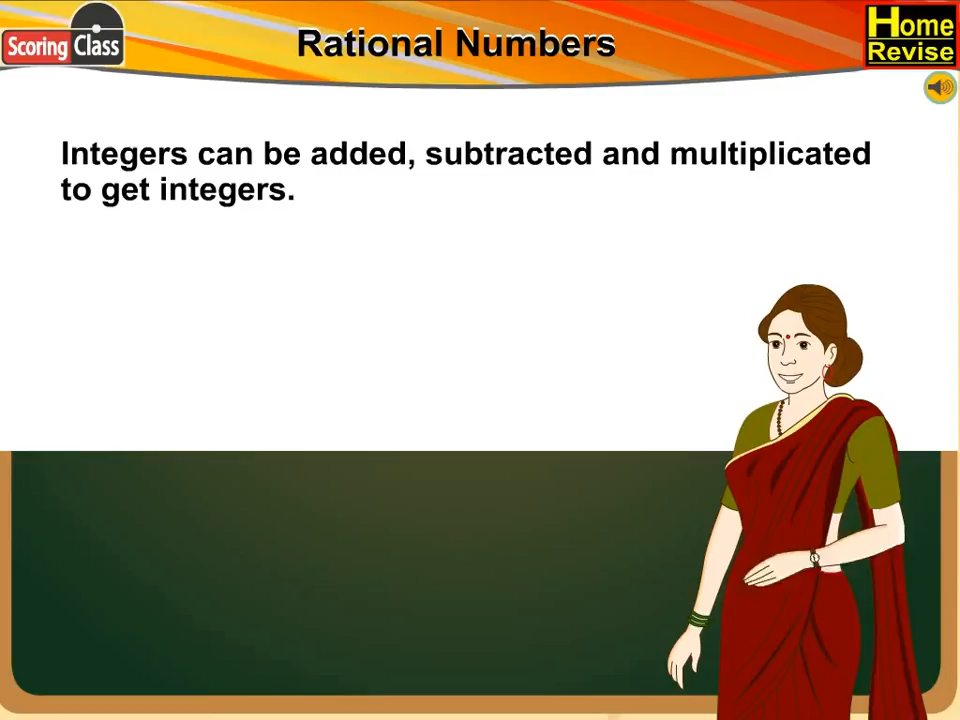 Scoring Class
Rational Numbers
Home
Revise
Integers can be added, subtracted and multiplicated
to get integers.